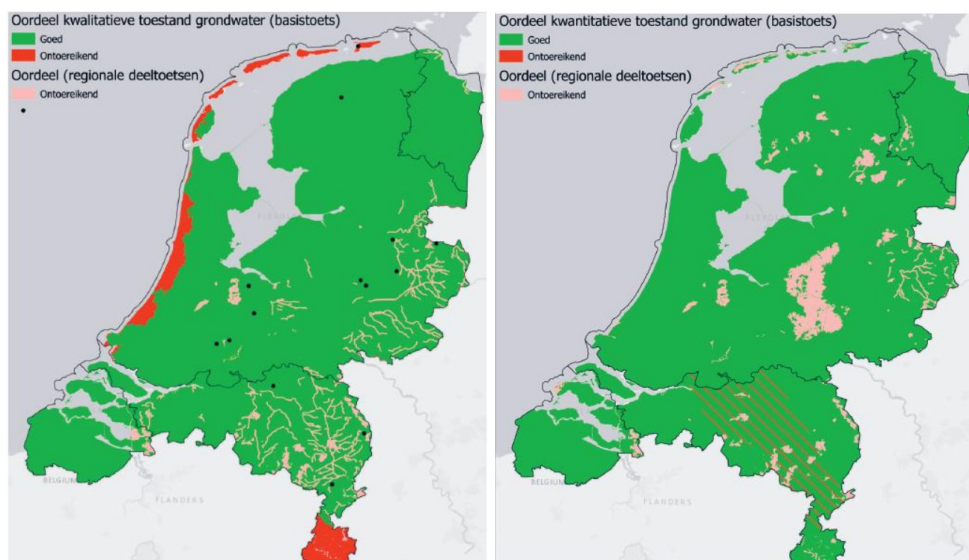 Oordeel kwalitatieve toestand grondwater (basistoets)
Goed
Ontoereikend
Oordeel (regionale deeltoetsen)
Ontoereikend
BELGIUM
FLANDERS
Oordeel kwantitatieve toestand grondwater (basistoets)
Goed
Ontoereikend
Oordeel (regionale deeltoetsen)
Ontoereikend
BELGIUM
FLANDERS